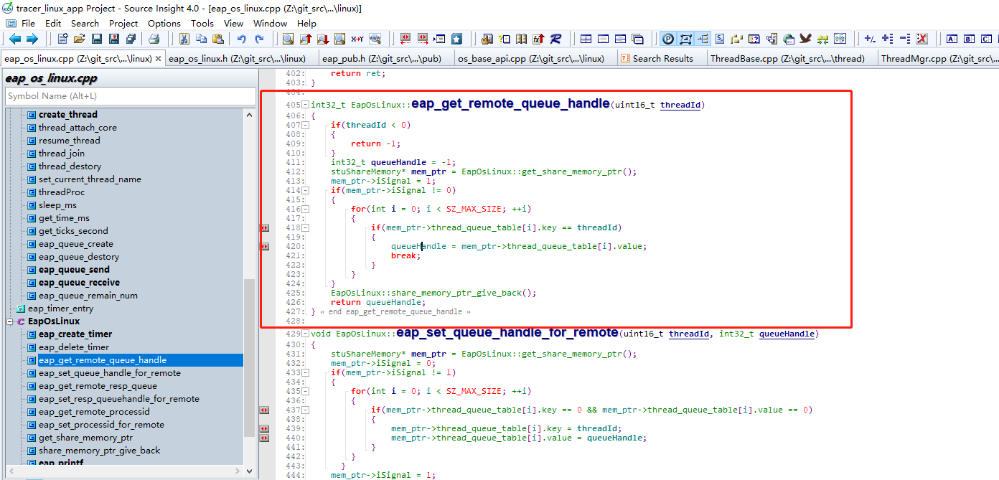 tracer_linux_app Project - Source Insight 4.0 - [eap_os_linux.cpp (Z:\git_src\...\linux)]
File Edit Search Project Options Tools View Window Help
eap_os_linux.cpp (Z:\git_src\...\linux) × eap_os_linux.h (Z:\git_src\...\linux) eap_pub.h (Z:\git_src\...\pub) os_base_api.cpp (Z:\git_src\...\linux) Search Results ThreadBase.cpp (Z:\git_src\...\thread) ThreadMgr.cpp (Z:\git_src\...
eap_os_linux.cpp
Symbol Name (Alt+L)
create_thread
thread_attach_core
resume_thread
thread_join
thread_destory
set_current_thread_name
threadProc
sleep_ms
get_time_ms
get_ticks_second
eap_queue_create
eap_queue_destory
eap_queue_send
eap_queue_receive
eap_queue_remain_num
eap_timer_entry
EapOsLinux
eap_create_timer
eap_delete_timer
eap_get_remote_queue_handle
eap_set_queue_handle_for_remote
eap_get_remote_resp_queue
eap_set_resp_queuehandle_for_remote
eap_get_remote_processid
eap_set_processid_for_remote
get_share_memory_ptr
share_memory_ptr_give_back
eap_printf
402: return ret;
403: }
404:
405: int32_t EapOsLinux::eap_get_remote_queue_handle(uint16_t threadId)
406: {
407: if(threadId < 0)
408: {
409: return -1;
410: }
411: int32_t queueHandle = -1;
412: stuShareMemory* mem_ptr = EapOsLinux::get_share_memory_ptr();
413: mem_ptr->iSignal = 1;
414: if(mem_ptr->iSignal != 0)
415: {
416: for(int i = 0; i < SZ_MAX_SIZE; ++i)
417: {
418: if(mem_ptr->thread_queue_table[i].key == threadId)
419: {
420: queueHandle = mem_ptr->thread_queue_table[i].value;
421: break;
422: }
423: }
424: }
425: EapOsLinux::share_memory_ptr_give_back();
426: return queueHandle;
427: } « end eap_get_remote_queue_handle »
428:
429: void EapOsLinux::eap_set_queue_handle_for_remote(uint16_t threadId, int32_t queueHandle)
430: {
431: stuShareMemory* mem_ptr = EapOsLinux::get_share_memory_ptr();
432: mem_ptr->iSignal = 0;
433: if(mem_ptr->iSignal != 1)
434: {
435: for(int i = 0; i < SZ_MAX_SIZE; ++i)
436: {
437: if(mem_ptr->thread_queue_table[i].key == 0 && mem_ptr->thread_queue_table[i].value == 0)
438: {
439: mem_ptr->thread_queue_table[i].key = threadId;
440: mem_ptr->thread_queue_table[i].value = queueHandle;
441: }
442: }
443: }
444: mem_ptr->iSignal = 1;